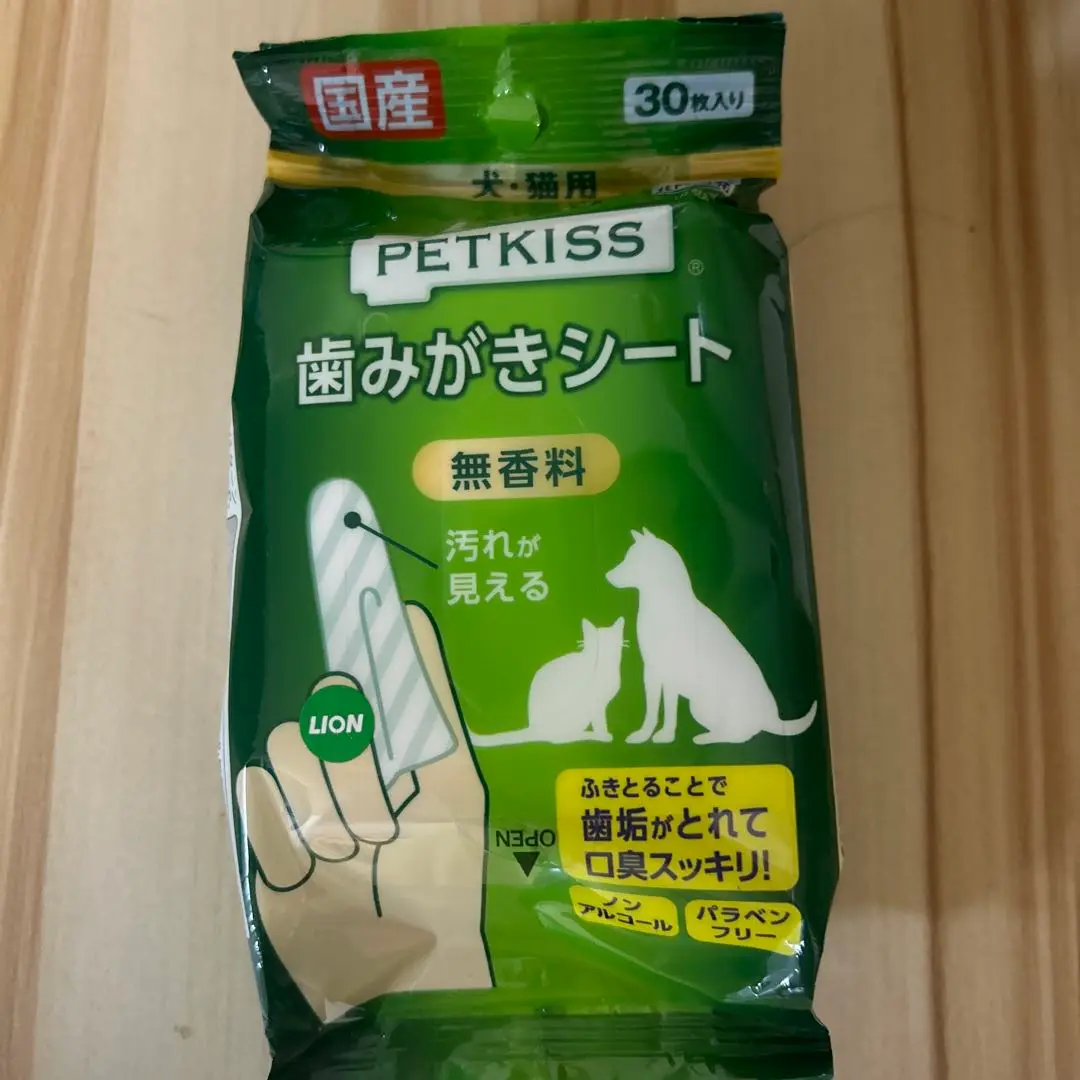 国産
30枚入り
犬・猫用
PETKISS®
歯みがきシート
無香料
汚れが
見える
LION
OPEN
ふきとることで
歯垢がとれて
口臭スッキリ!
ノン
アルコール
パラベン
フリー